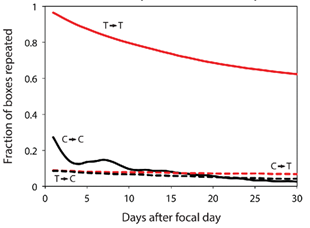 1
0.8
0.6
0.4
0.2
0
T→T
C→C
C→T
T→C
0 5 10 15 20 25 30
Days after focal day
Fraction of boxes repeated